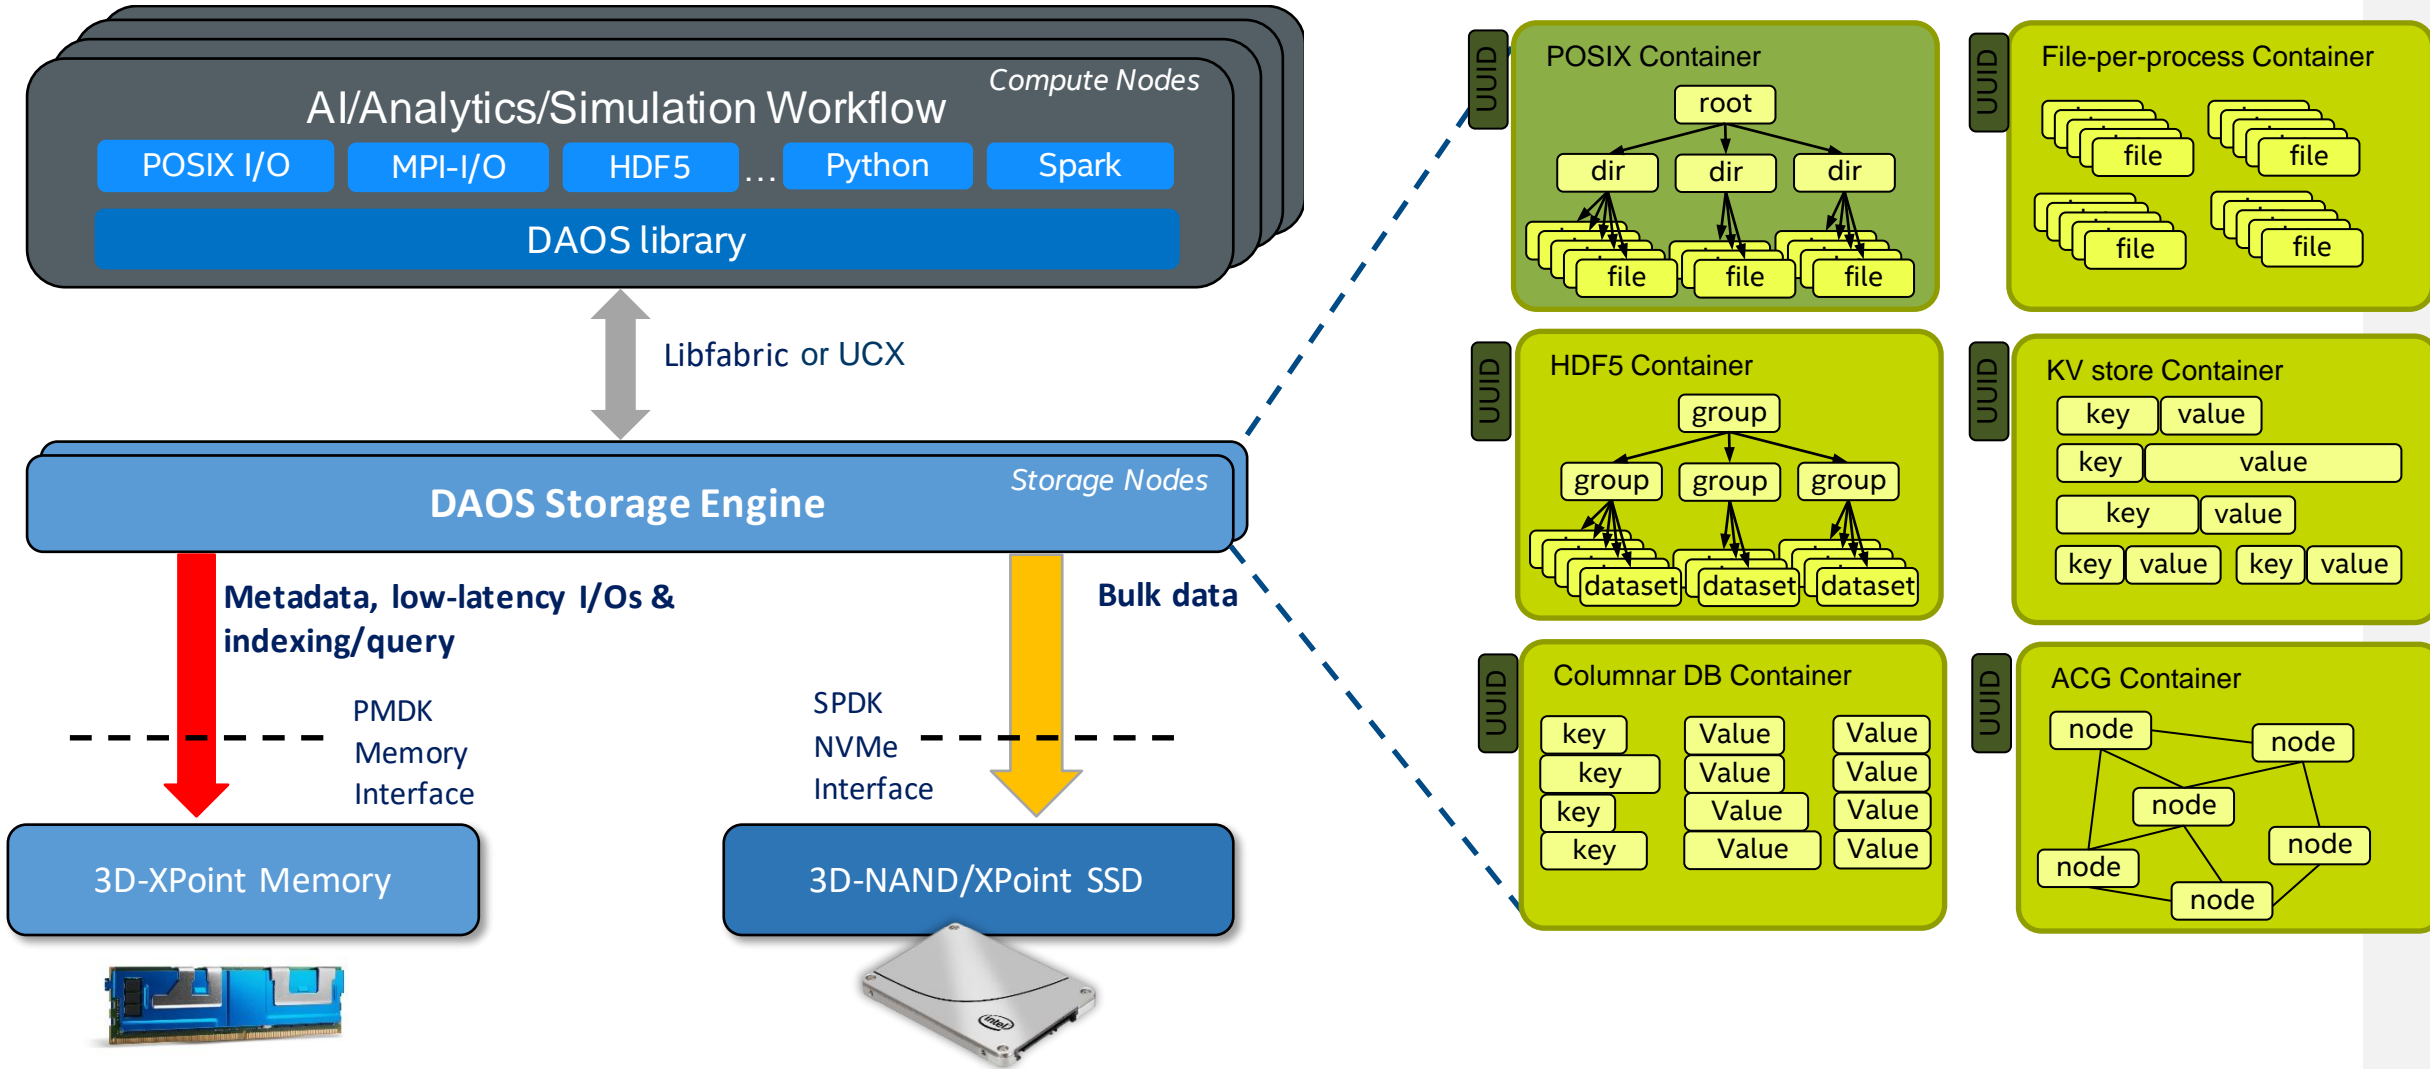 Compute Nodes
AI/Analytics/Simulation Workflow
POSIX I/O
MPI-I/O
HDF5
...
Python
Spark
DAOS library
Libfabric or UCX
Storage Nodes
DAOS Storage Engine
Metadata, low-latency I/Os &
indexing/query
Bulk data
PMDK
Memory
Interface
SPDK
NVMe
Interface
3D-XPoint Memory
3D-NAND/XPoint SSD
intel
UUID
POSIX Container
root
dir
dir
dir
file
file
file
UUID
File-per-process Container
file
file
file
file
UUID
HDF5 Container
group
group
group
group
dataset
dataset
dataset
UUID
KV store Container
key value
key value
key value
key value key value
UUID
Columnar DB Container
key Value Value
key Value Value
key Value Value
key Value Value
UUID
ACG Container
node
node
node
node
node
node